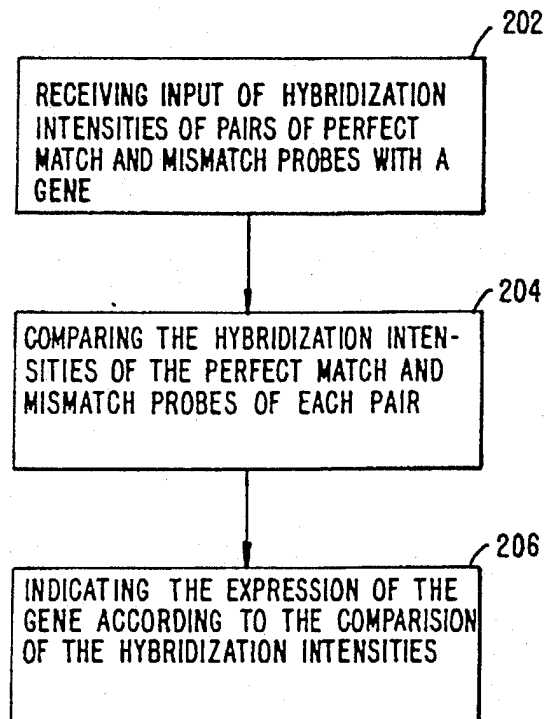 202
RECEIVING INPUT OF HYBRIDIZATION
INTENSITIES OF PAIRS OF PERFECT
MATCH AND MISMATCH PROBES WITH A
GENE
204
COMPARING THE HYBRIDIZATION INTEN-
SITIES OF THE PERFECT MATCH AND
MISMATCH PROBES OF EACH PAIR
206
INDICATING THE EXPRESSION OF THE
GENE ACCORDING TO THE COMPARISION
OF THE HYBRIDIZATION INTENSITIES